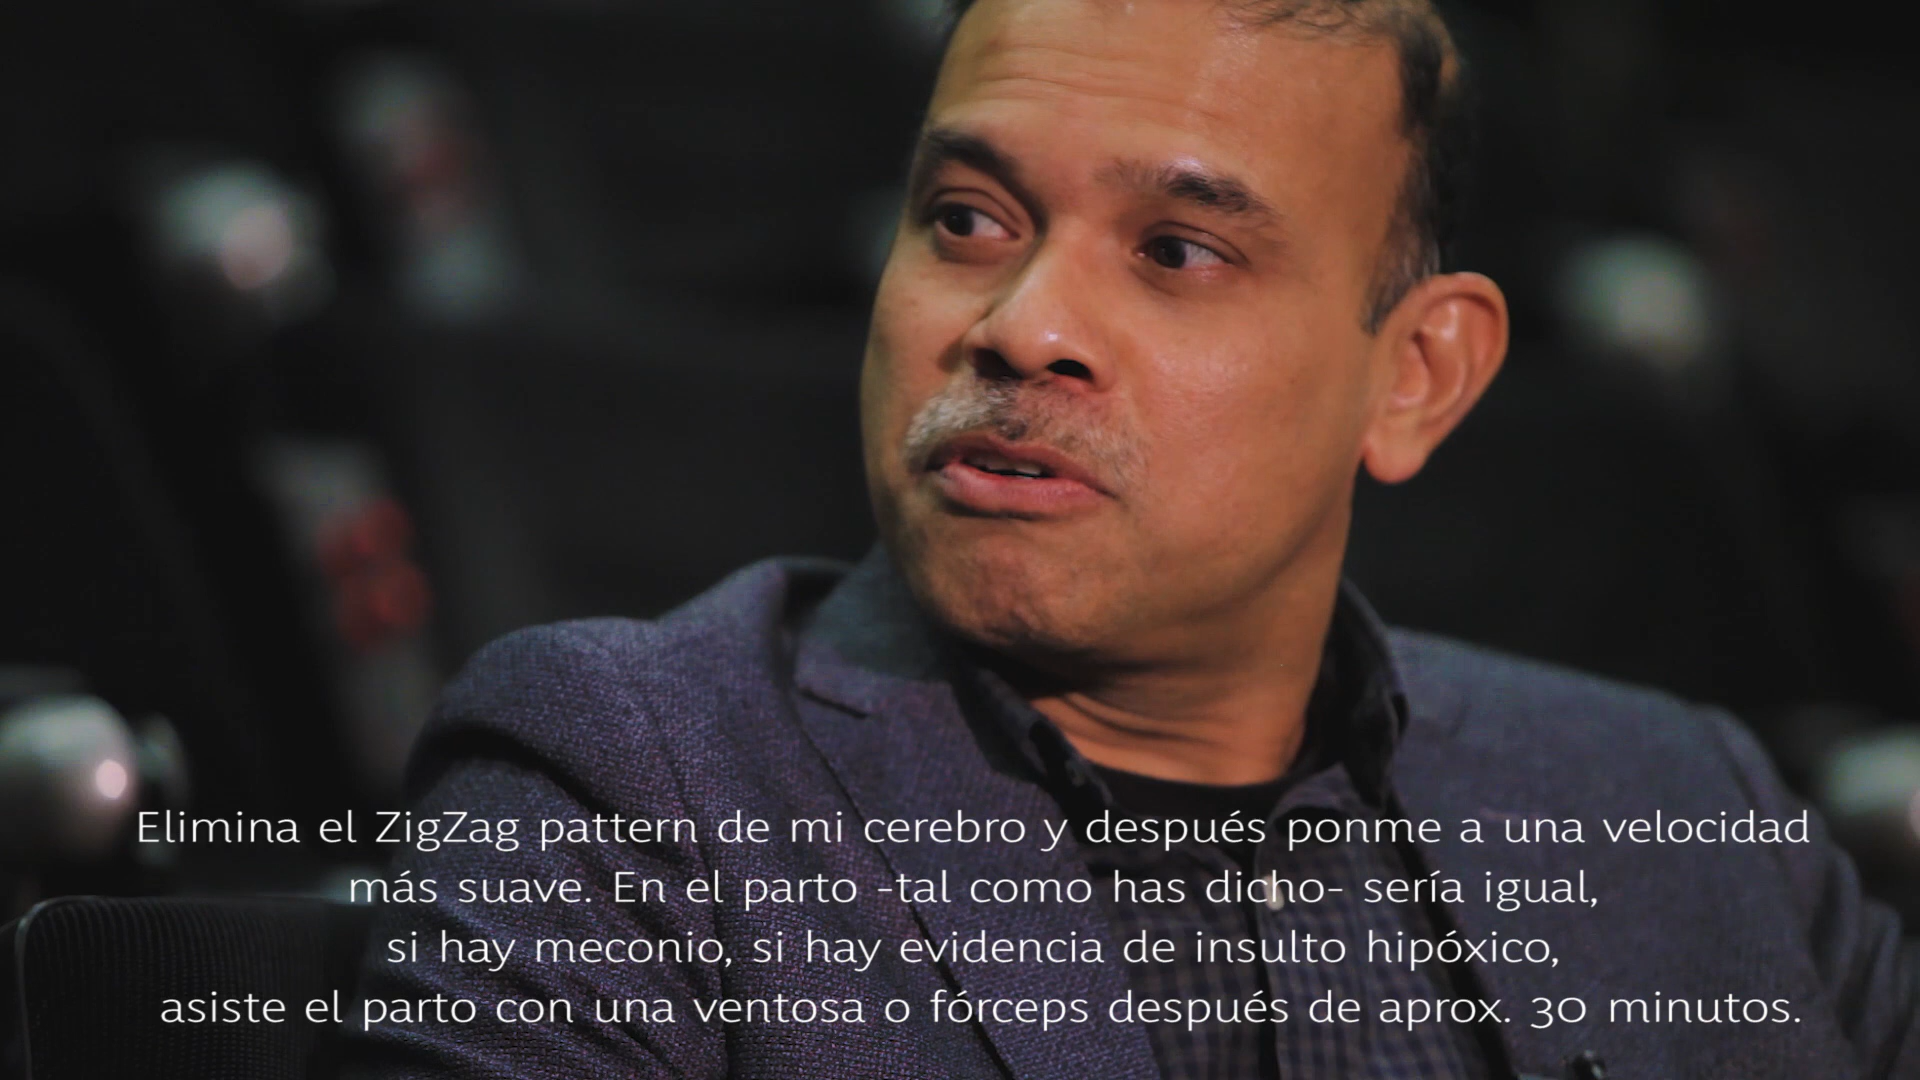 Elimina el ZigZag pattern de mi cerebro y después ponme a una velocidad
más suave. En el parto -tal como has dicho- sería igual,
si hay meconio, si hay evidencia de insulto hipóxico,
asiste el parto con una ventosa o fórceps después de aprox. 30 minutos.